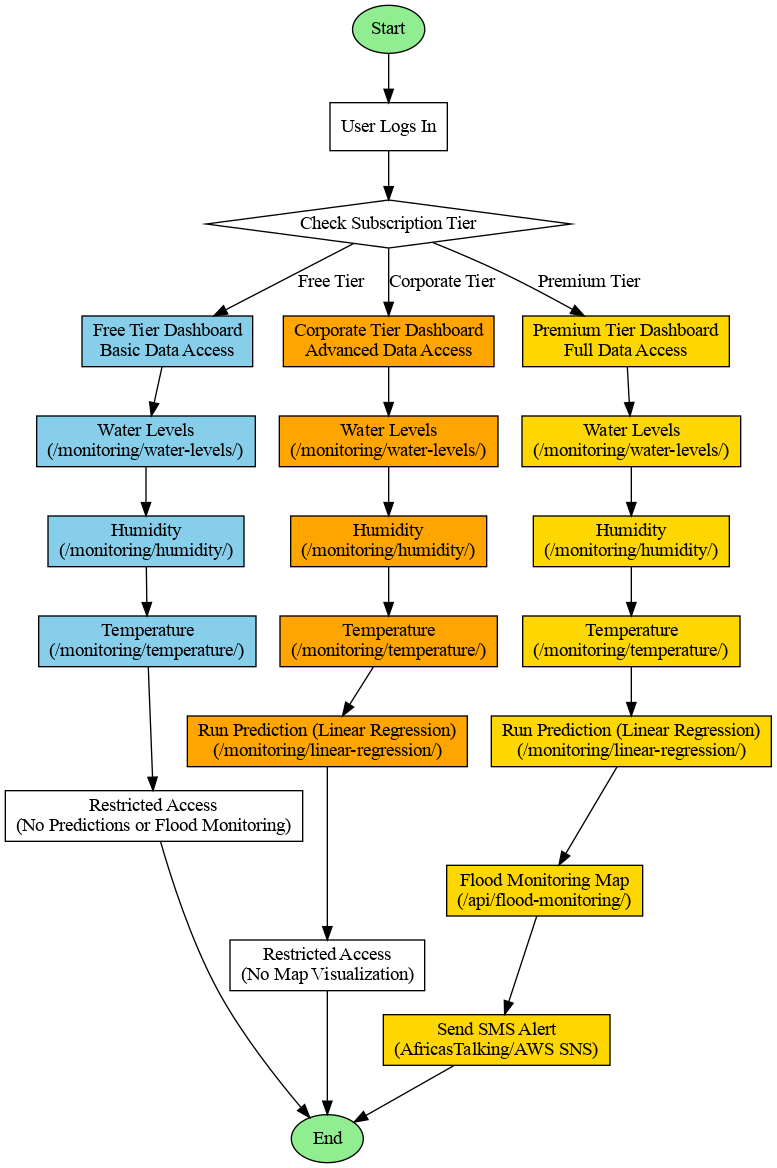 Start
User Logs In
Check Subscription Tier
Free Tier
Corporate Tier
Premium Tier
Free Tier Dashboard
Basic Data Access
Corporate Tier Dashboard
Advanced Data Access
Premium Tier Dashboard
Full Data Access
Water Levels
(/monitoring/water-levels/)
Water Levels
(/monitoring/water-levels/)
Water Levels
(/monitoring/water-levels/)
Humidity
(/monitoring/humidity/)
Humidity
(/monitoring/humidity/)
Humidity
(/monitoring/humidity/)
Temperature
(/monitoring/temperature/)
Temperature
(/monitoring/temperature/)
Temperature
(/monitoring/temperature/)
Run Prediction (Linear Regression)
(/monitoring/linear-regression/)
Run Prediction (Linear Regression)
(/monitoring/linear-regression/)
Restricted Access
(No Predictions or Flood Monitoring)
Flood Monitoring Map
(/api/flood-monitoring/)
Restricted Access
(No Map Visualization)
Send SMS Alert
(AfricasTalking/AWS SNS)
End